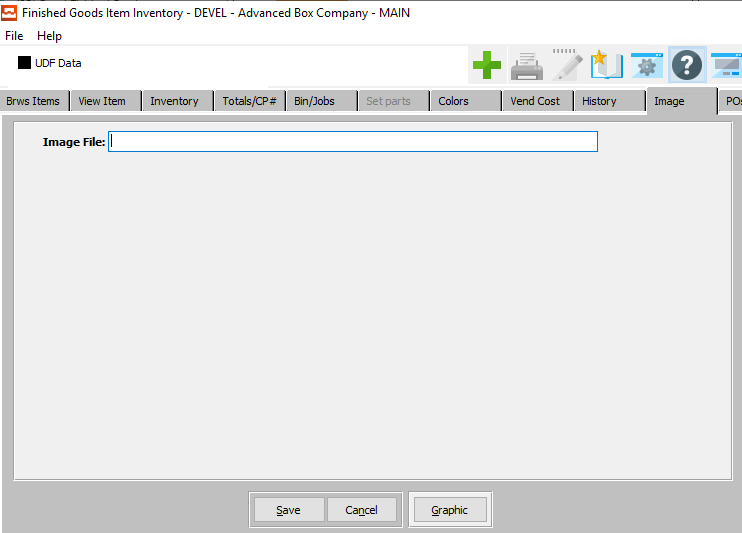 Finished Goods Item Inventory - DEVEL - Advanced Box Company - MAIN
File Help
UDF Data
Brws Items View Item Inventory Totals/CP# Bin/Jobs Set parts Colors Vend Cost History Image POs
Image File:
Save Cancel Graphic